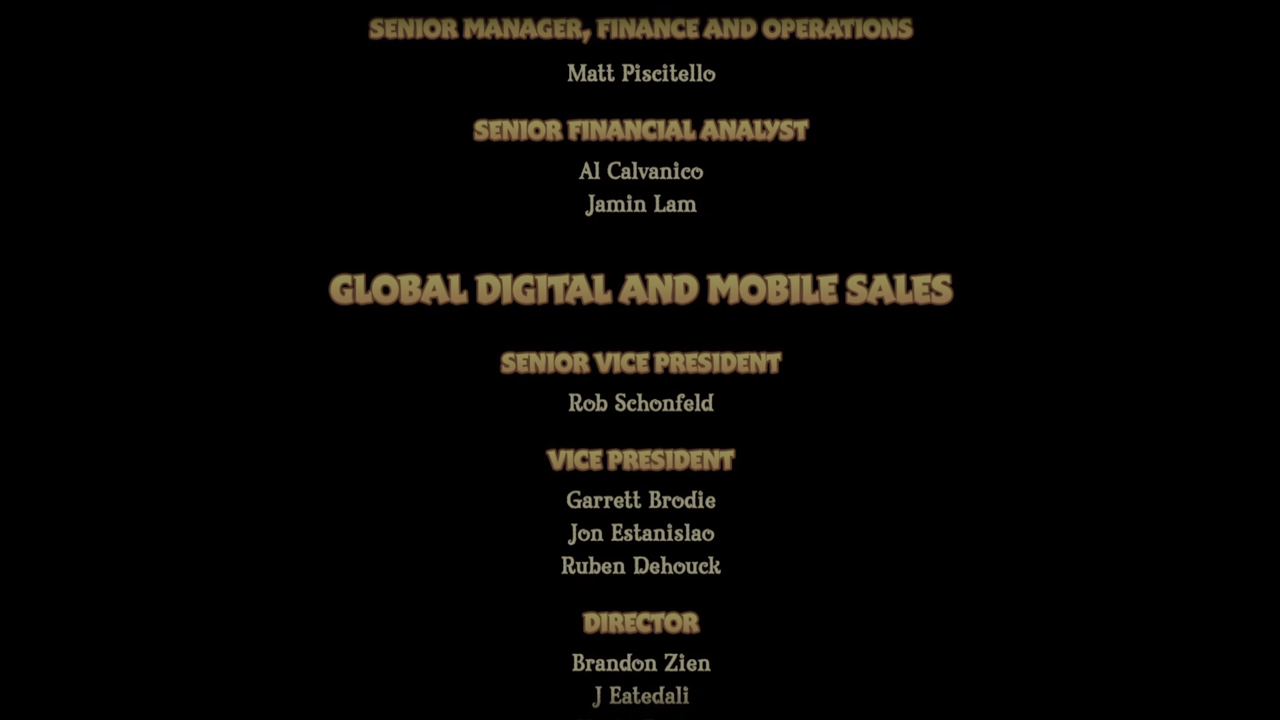 SENIOR MANAGER, FINANCE AND OPERATIONS
Matt Piscitello
SENIOR FINANCIAL ANALYST
Al Calvanico
Jamin Lam
GLOBAL DIGITAL AND MOBILE SALES
SENIOR VICE PRESIDENT
Rob Schonfeld
VICE PRESIDENT
Garrett Brodie
Jon Estanislao
Ruben Dehouck
DIRECTOR
Brandon Zien
J Eatedali